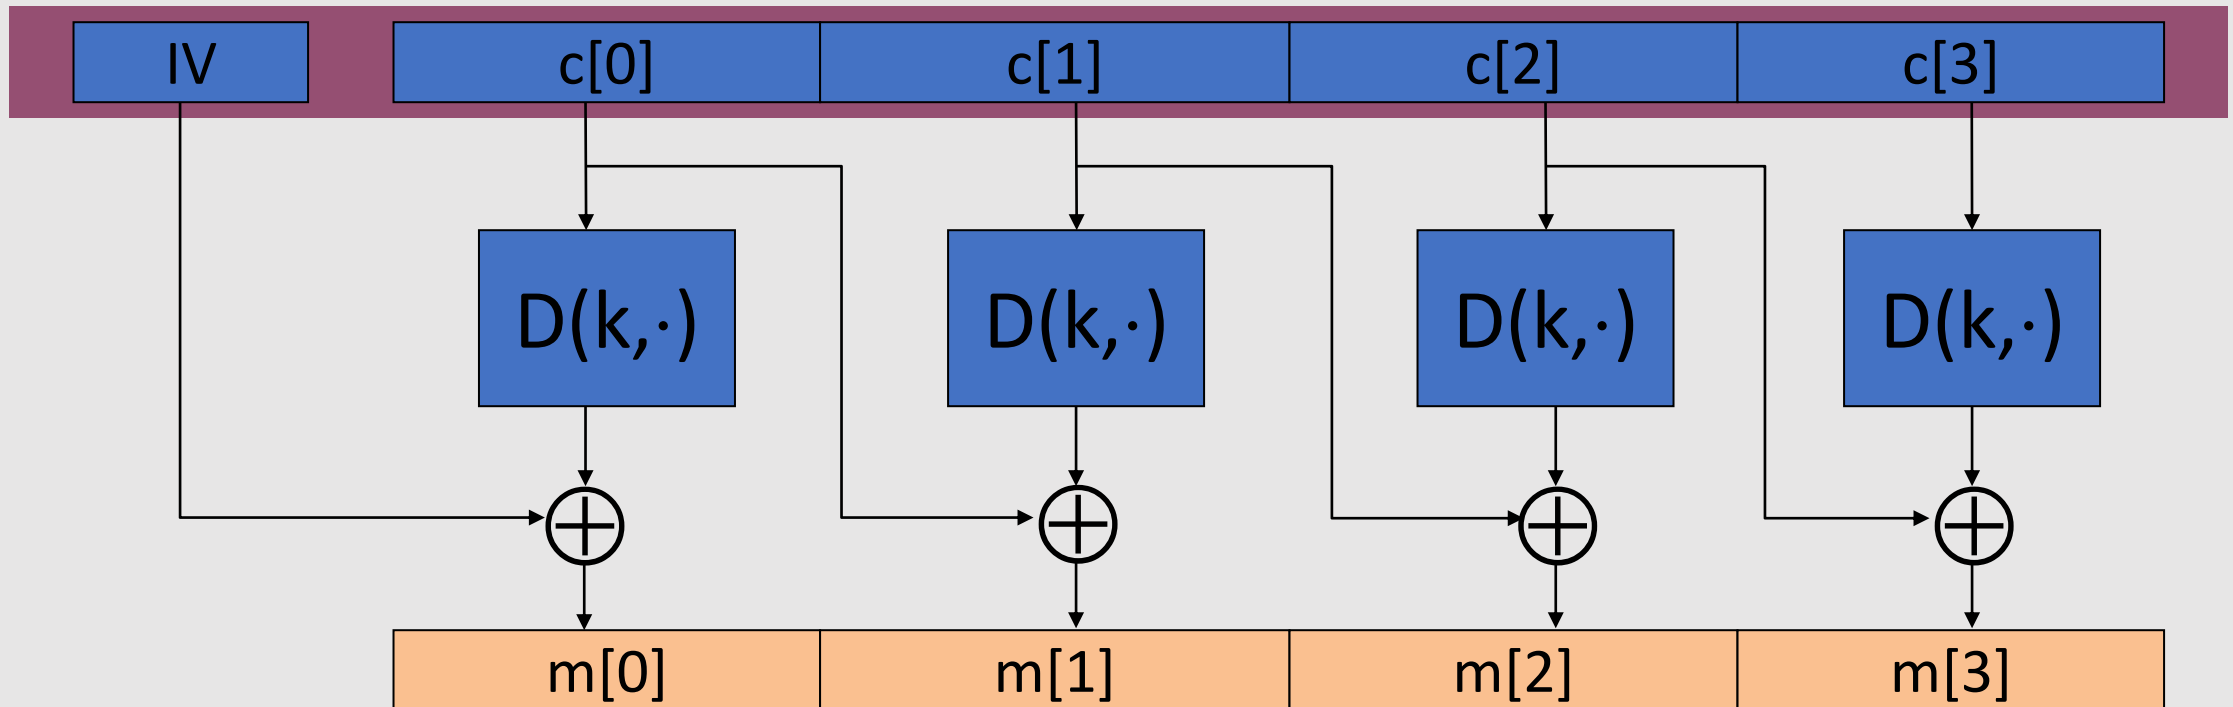 IV c[0] c[1] c[2] c[3]
D(k,·) D(k,·) D(k,·) D(k,·)
m[0] m[1] m[2] m[3]